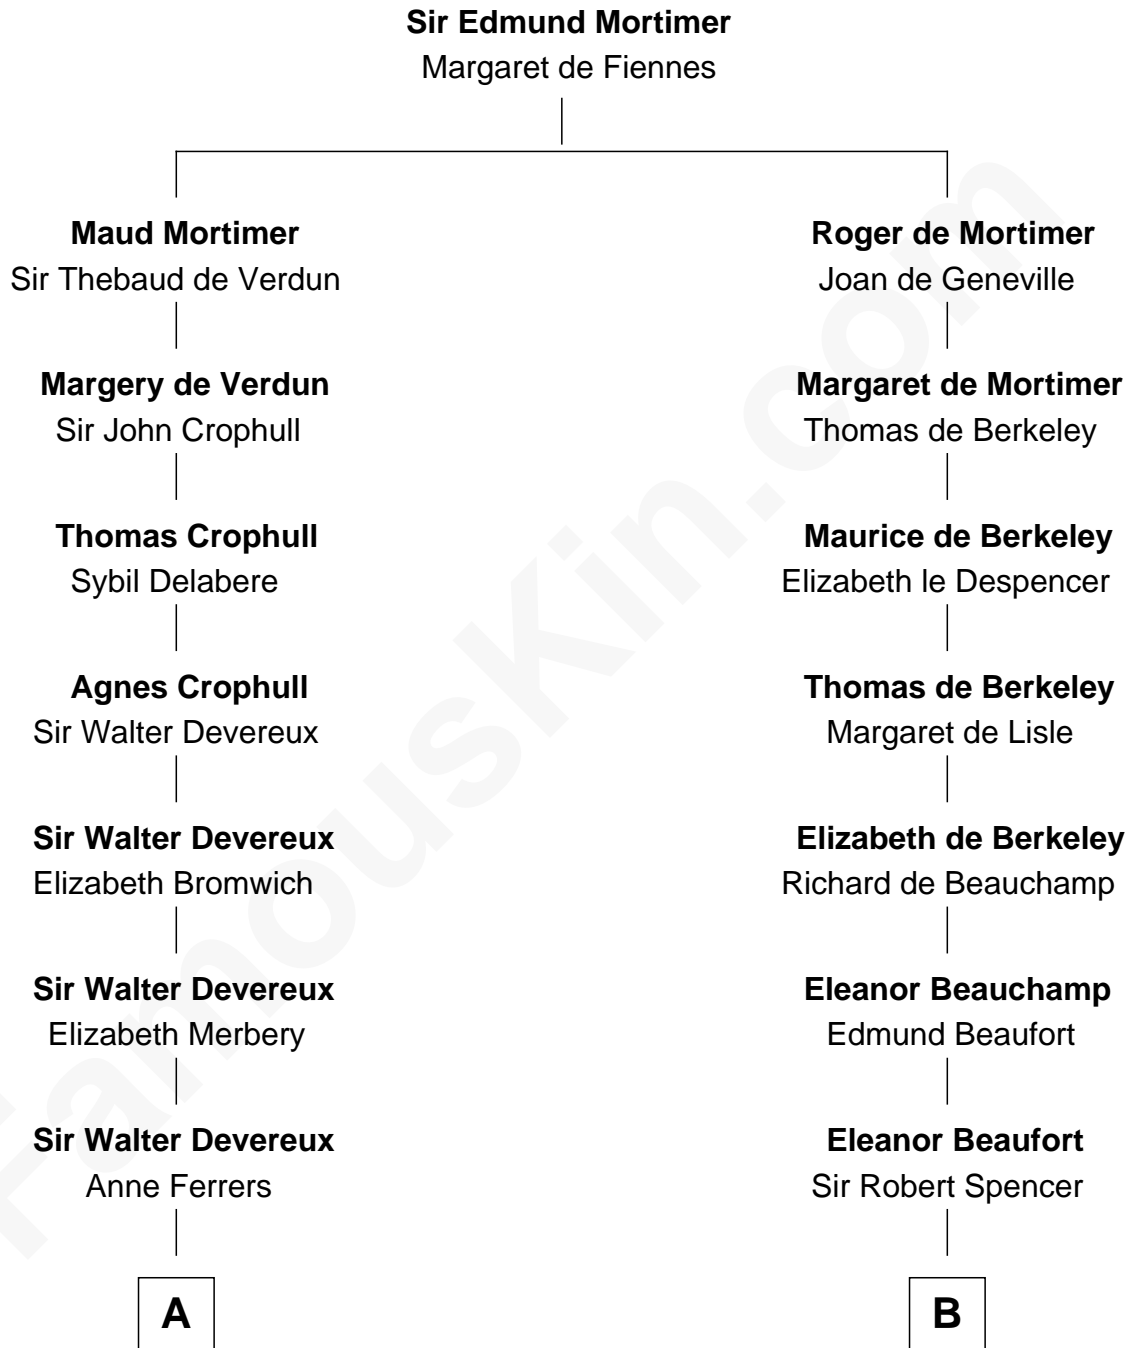 Sir Edmund Mortimer
Margaret de Fiennes
Maud Mortimer
Sir Thebaud de Verdun
Roger de Mortimer
Joan de Geneville
Margery de Verdun
Sir John Crophull
Margaret de Mortimer
Thomas de Berkeley
Thomas Crophull
Sybil Delabere
Maurice de Berkeley
Elizabeth le Despencer
Agnes Crophull
Sir Walter Devereux
Thomas de Berkeley
Margaret de Lisle
Sir Walter Devereux
Elizabeth Bromwich
Elizabeth de Berkeley
Richard de Beauchamp
Sir Walter Devereux
Elizabeth Merbery
Eleanor Beauchamp
Edmund Beaufort
Sir Walter Devereux
Anne Ferrers
Eleanor Beaufort
Sir Robert Spencer
A
B
FamousKin.com